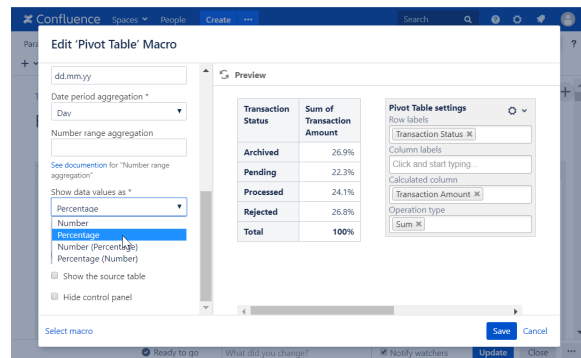 Confluence Spaces People Create ••• Search
Edit 'Pivot Table' Macro
dd.mm.yy
Date period aggregation *
Day
Number range aggregation
See documention for "Number range
aggregation"
Show data values as *
Percentage
Number
Percentage
Number (Percentage)
Percentage (Number)
Show the source table
Hide control panel
Preview
Transaction Status Sum of Transaction Amount
Archived 26.9%
Pending 22.3%
Processed 24.1%
Rejected 26.8%
Total 100%
Pivot Table settings
Row labels
Transaction Status ×
Column labels
Click and start typing...
Calculated column
Transaction Amount ×
Operation type
Sum ×
Select macro Save Cancel
Ready to go What did you change? Notify watchers Update Close •••